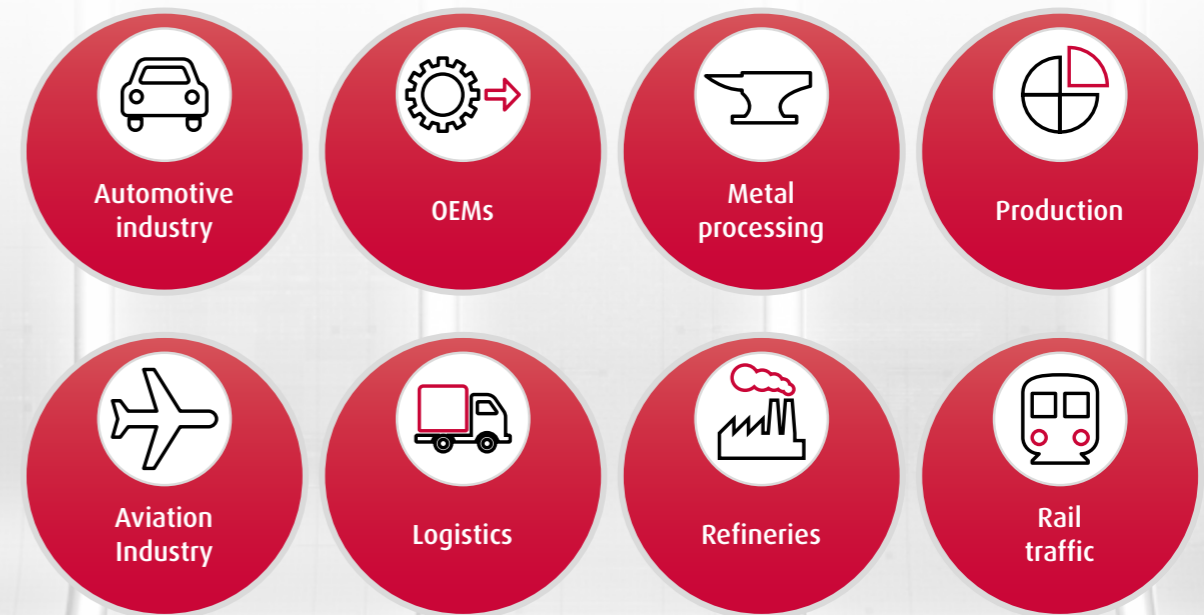 Automotive
industry
OEMs
Metal
processing
Production
Aviation
Industry
Logistics
Refineries
Rail
traffic